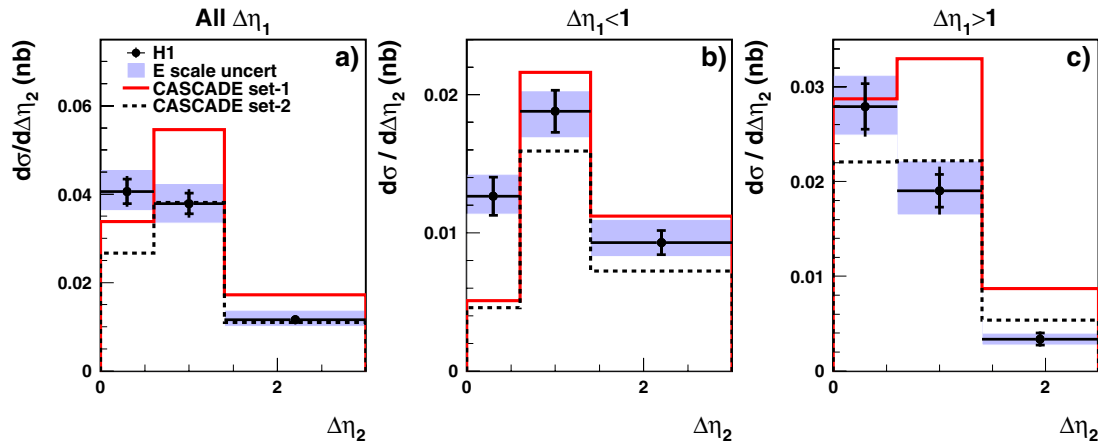 All Δη₁
a)
H1
E scale uncert
CASCADE set-1
CASCADE set-2
dσ/dΔη₂ (nb)
0.06
0.04
0.02
0
0
2
Δη₂
Δη₁<1
b)
dσ / dΔη₂ (nb)
0.02
0.01
0
0
2
Δη₂
Δη₁>1
c)
dσ / dΔη₂ (nb)
0.03
0.02
0.01
0
0
2
Δη₂